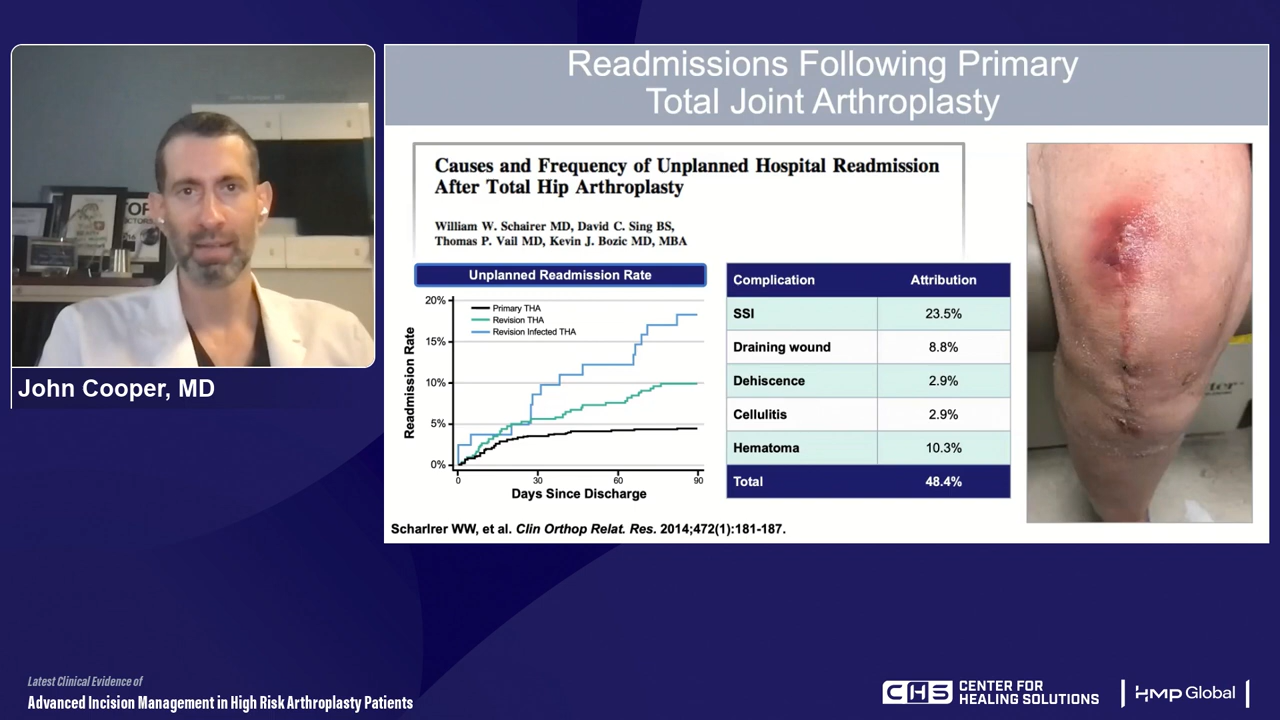 Readmissions Following Primary
Total Joint Arthroplasty
Causes and Frequency of Unplanned Hospital Readmission
After Total Hip Arthroplasty
William W. Schairer MD, David C. Sing BS,
Thomas P. Vail MD, Kevin J. Bozic MD, MBA
Unplanned Readmission Rate
20%
15%
10%
5%
0%
Readmission Rate
Primary THA
Revision THA
Revision Infected THA
0 30 60 90
Days Since Discharge
Complication Attribution
SSI 23.5%
Draining wound 8.8%
Dehiscence 2.9%
Cellulitis 2.9%
Hematoma 10.3%
Total 48.4%
Scharlrer WW, et al. Clin Orthop Relat. Res. 2014;472(1):181-187.
John Cooper, MD
Latest Clinical Evidence of
Advanced Incision Management in High Risk Arthroplasty Patients
CHS CENTER FOR
HEALING SOLUTIONS
HMP Global